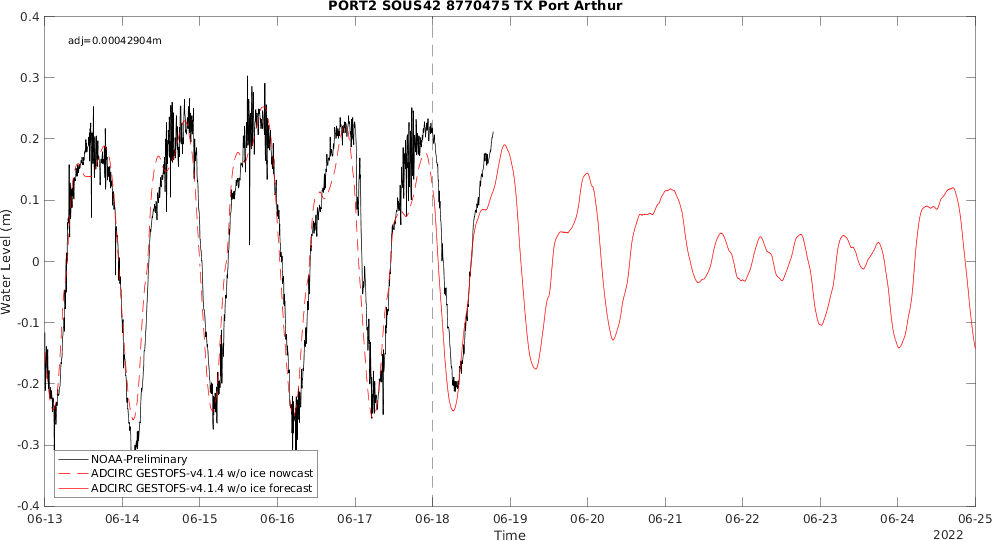 PORT2 SOUS42 8770475 TX Port Arthur
adj=0.00042904m
0.4
0.3
0.2
0.1
0
-0.1
-0.2
-0.3
-0.4
Water Level (m)
NOAA-Preliminary
ADCIRC GESTOFS-v4.1.4 w/o ice nowcast
ADCIRC GESTOFS-v4.1.4 w/o ice forecast
06-13 06-14 06-15 06-16 06-17 06-18 06-19 06-20 06-21 06-22 06-23 06-24 06-25
Time
2022